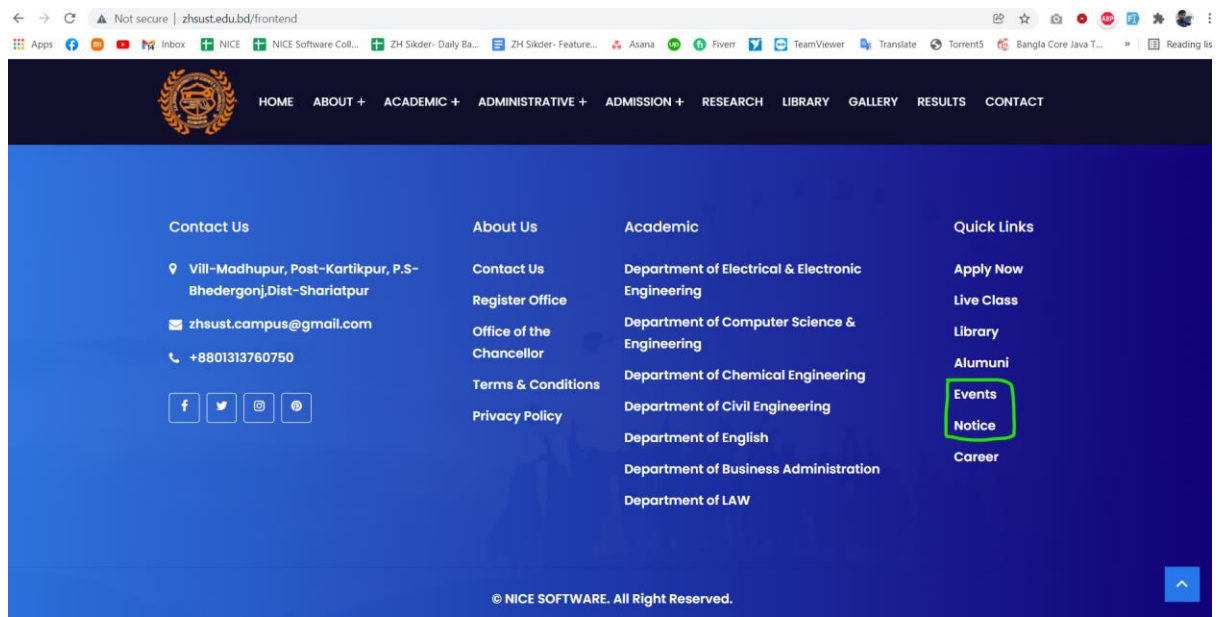 Not secure | zhsust.edu.bd/frontend
Apps Inbox NICE NICE Software Coll... ZH Sikder- Daily Ba... ZH Sikder- Feature... Asana Fiverr TeamViewer Translate Torrent5 Bangla Core Java T... » Reading lis
HOME ABOUT + ACADEMIC + ADMINISTRATIVE + ADMISSION + RESEARCH LIBRARY GALLERY RESULTS CONTACT
Contact Us
Vill-Madhupur, Post-Kartikpur, P.S-
Bhedergonj,Dist-Shariatpur
zhsust.campus@gmail.com
+8801313760750
About Us
Contact Us
Register Office
Office of the
Chancellor
Terms & Conditions
Privacy Policy
Academic
Department of Electrical & Electronic
Engineering
Department of Computer Science &
Engineering
Department of Chemical Engineering
Department of Civil Engineering
Department of English
Department of Business Administration
Department of LAW
Quick Links
Apply Now
Live Class
Library
Alumuni
Events
Notice
Career
© NICE SOFTWARE. All Right Reserved.